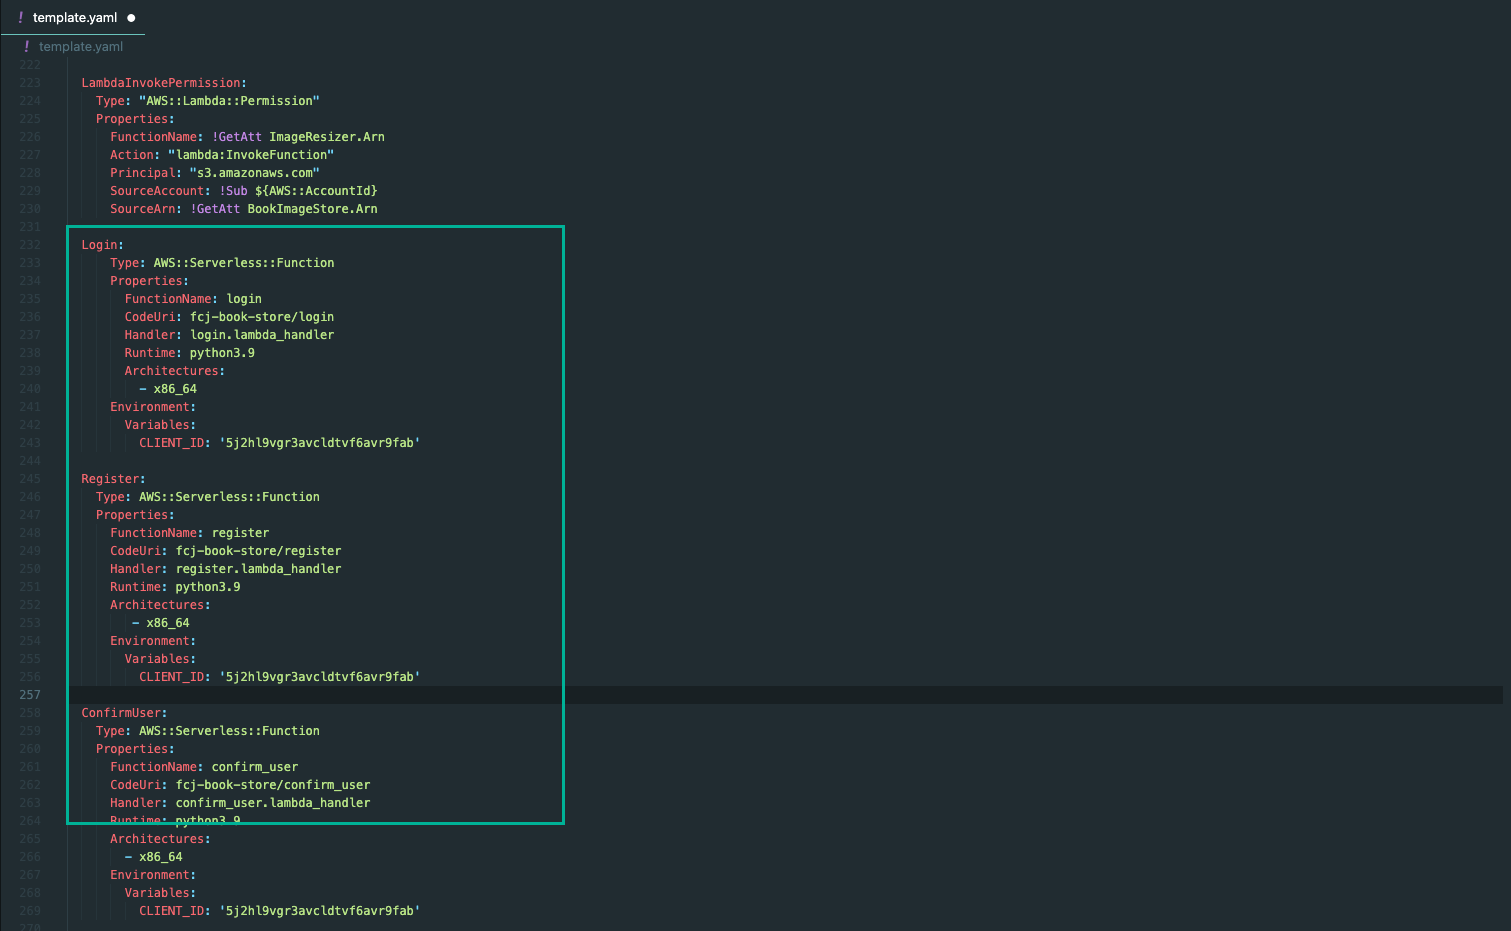 ! template.yaml ●
! template.yaml
222
223 LambdaInvokePermission:
224 Type: "AWS::Lambda::Permission"
225 Properties:
226 FunctionName: !GetAtt ImageResizer.Arn
227 Action: "lambda:InvokeFunction"
228 Principal: "s3.amazonaws.com"
229 SourceAccount: !Sub ${AWS::AccountId}
230 SourceArn: !GetAtt BookImageStore.Arn
231
232 Login:
233 Type: AWS::Serverless::Function
234 Properties:
235 FunctionName: login
236 CodeUri: fcj-book-store/login
237 Handler: login.lambda_handler
238 Runtime: python3.9
239 Architectures:
240 - x86_64
241 Environment:
242 Variables:
243 CLIENT_ID: '5j2hl9vgr3avcldtvf6avr9fab'
244
245 Register:
246 Type: AWS::Serverless::Function
247 Properties:
248 FunctionName: register
249 CodeUri: fcj-book-store/register
250 Handler: register.lambda_handler
251 Runtime: python3.9
252 Architectures:
253 - x86_64
254 Environment:
255 Variables:
256 CLIENT_ID: '5j2hl9vgr3avcldtvf6avr9fab'
257
258 ConfirmUser:
259 Type: AWS::Serverless::Function
260 Properties:
261 FunctionName: confirm_user
262 CodeUri: fcj-book-store/confirm_user
263 Handler: confirm_user.lambda_handler
264 Runtime: python3.9
265 Architectures:
266 - x86_64
267 Environment:
268 Variables:
269 CLIENT_ID: '5j2hl9vgr3avcldtvf6avr9fab'
270